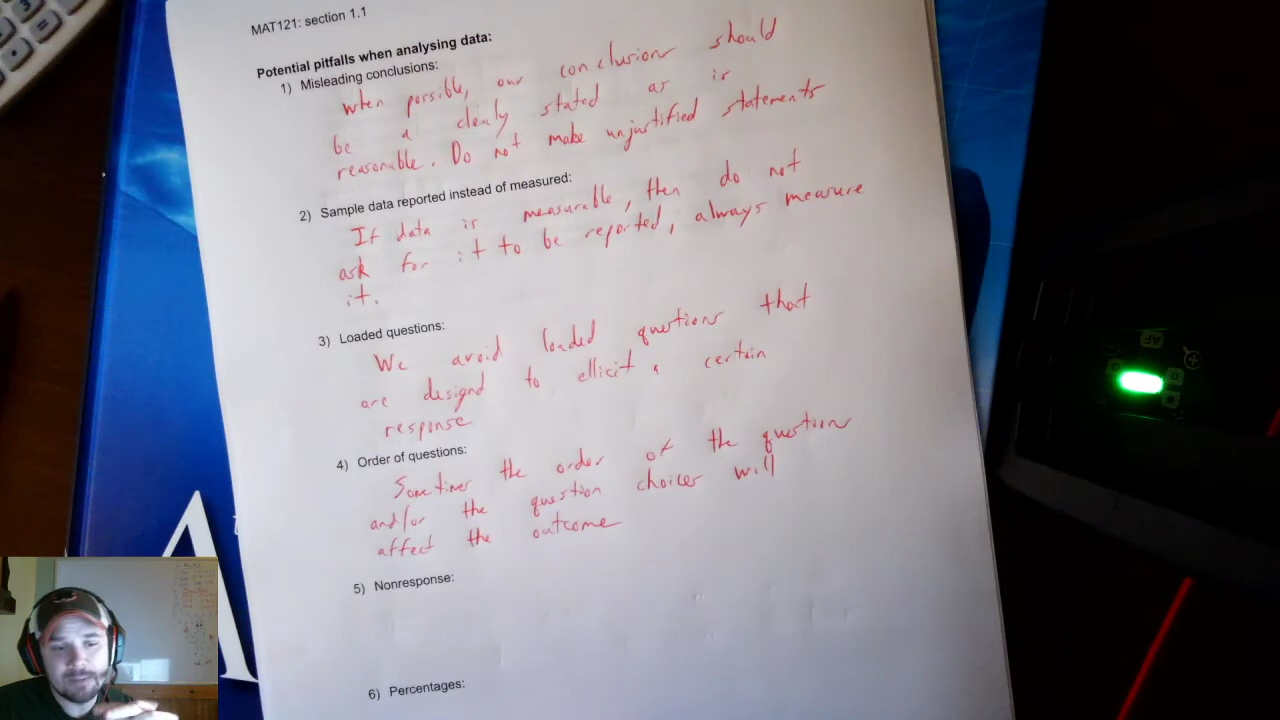 MAT121: section 1.1
Potential pitfalls when analysing data:
1) Misleading conclusions:
When possible, our conclusion should
be a clearly stated as is
reasonable. Do not make unjustified statements
2) Sample data reported instead of measured:
If data is measurable, then do not
ask for it to be reported, always measure
it.
3) Loaded questions:
We avoid loaded questions that
are designd to ellicit a certain
response
4) Order of questions:
Sometimes the order of the question
and/or the question choices will
affect the outcome
5) Nonresponse:
6) Percentages:
A
AF